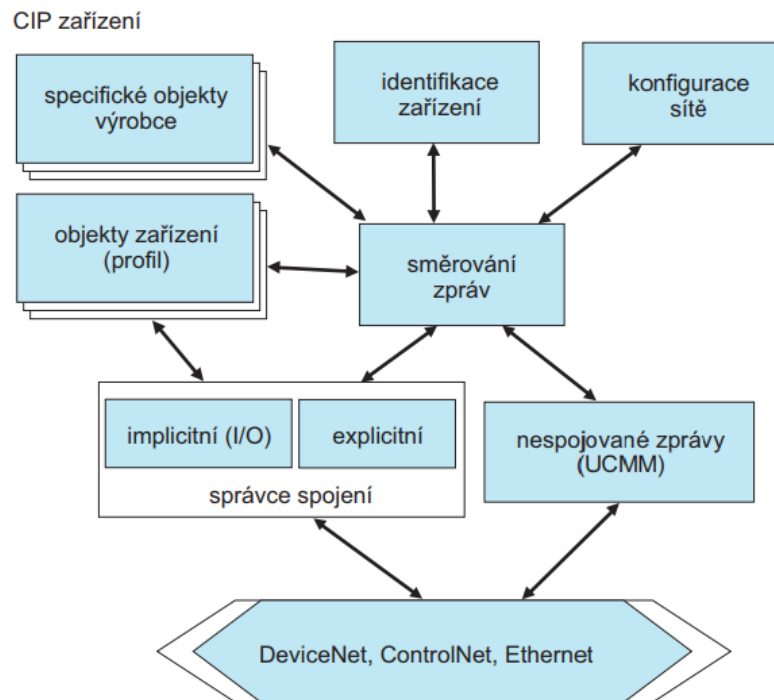 CIP zařízení
specifické objekty
výrobce
identifikace
zařízení
konfigurace
sítě
objekty zařízení
(profil)
směrování
zpráv
implicitní (I/O)
explicitní
správce spojení
nespojované zprávy
(UCMM)
DeviceNet, ControlNet, Ethernet